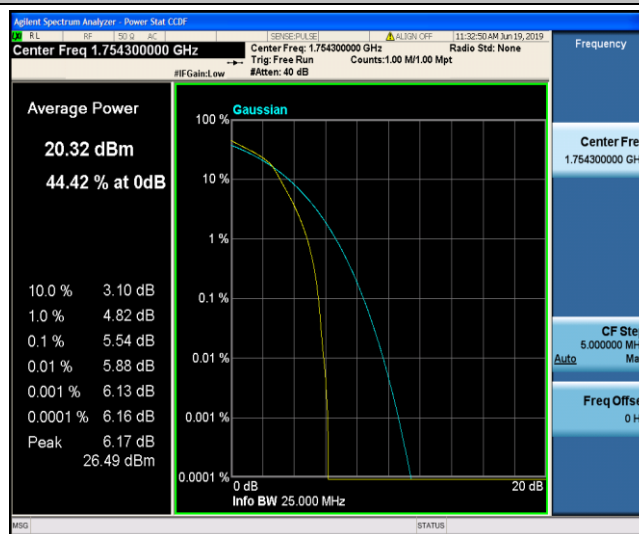 Agilent Spectrum Analyzer - Power Stat CCDF
RL RF 50 Ω AC SENSE:PULSE ALIGN OFF 11:32:50 AM Jun 19, 2019
Center Freq 1.754300000 GHz
Center Freq: 1.754300000 GHz Radio Std: None
Trig: Free Run Counts:1.00 M/1.00 Mpt
#IFGain:Low #Atten: 40 dB
Frequency
Average Power
20.32 dBm
44.42 % at 0dB
10.0 % 3.10 dB
1.0 % 4.82 dB
0.1 % 5.54 dB
0.01 % 5.88 dB
0.001 % 6.13 dB
0.0001 % 6.16 dB
Peak 6.17 dB
26.49 dBm
Gaussian
100 %
10 %
1 %
0.1 %
0.01 %
0.001 %
0.0001 %
0 dB 20 dB
Info BW 25.000 MHz
Center Fre
1.754300000 GH
CF Ste
5.000000 MH
Auto Ma
Freq Offse
0 H
MSG STATUS